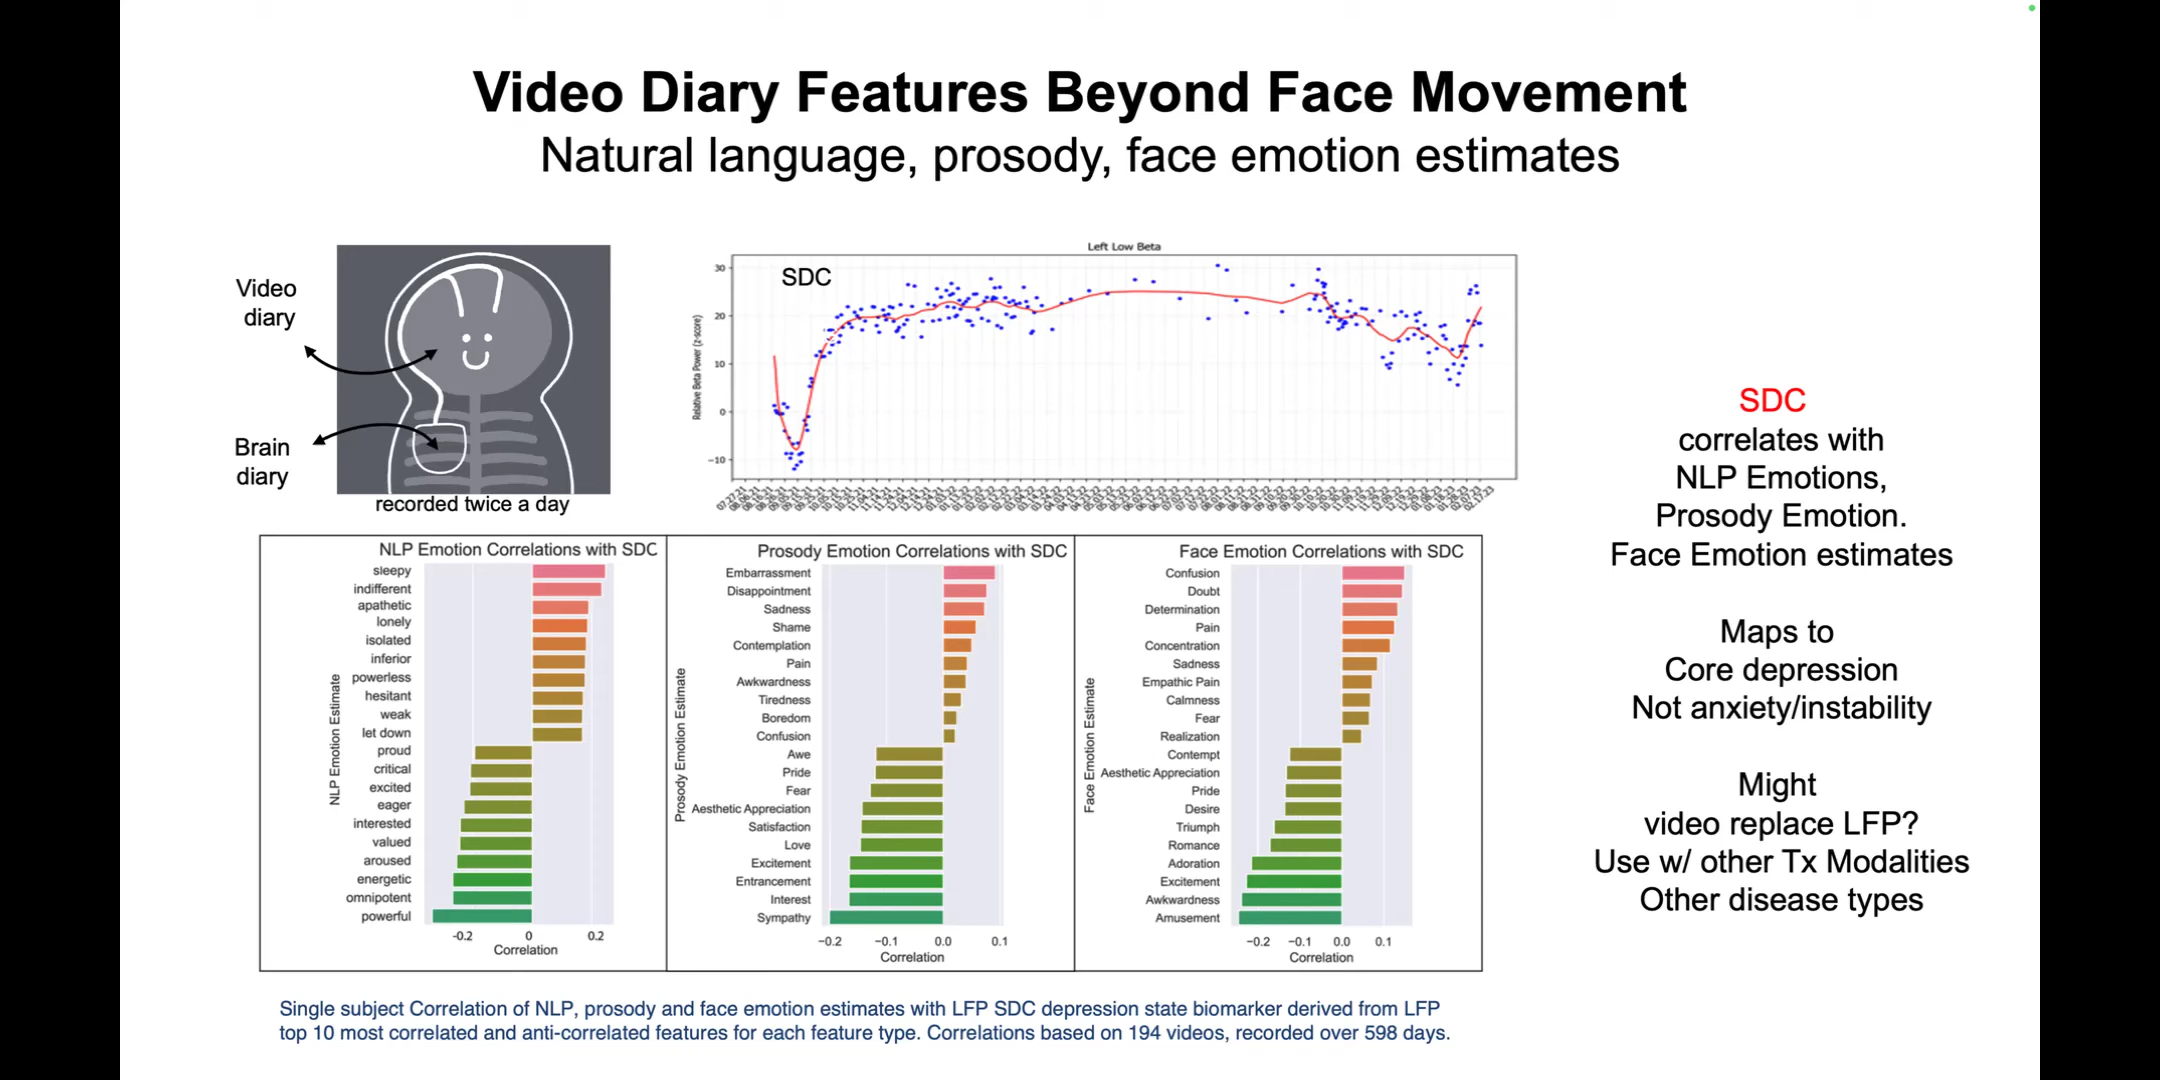 Video Diary Features Beyond Face Movement
Natural language, prosody, face emotion estimates
Video
diary
Brain
diary
recorded twice a day
Left Low Beta
SDC
Relative Beta Power (z-score)
30
20
10
0
−10
NLP Emotion Correlations with SDC
NLP Emotion Estimate
sleepy
indifferent
apathetic
lonely
isolated
inferior
powerless
hesitant
weak
let down
proud
critical
excited
eager
interested
valued
aroused
energetic
omnipotent
powerful
-0.2 0 0.2
Correlation
Prosody Emotion Correlations with SDC
Prosody Emotion Estimate
Embarrassment
Disappointment
Sadness
Shame
Contemplation
Pain
Awkwardness
Tiredness
Boredom
Confusion
Awe
Pride
Fear
Aesthetic Appreciation
Satisfaction
Love
Excitement
Entrancement
Interest
Sympathy
−0.2 −0.1 0.0 0.1
Correlation
Face Emotion Correlations with SDC
Face Emotion Estimate
Confusion
Doubt
Determination
Pain
Concentration
Sadness
Empathic Pain
Calmness
Fear
Realization
Contempt
Aesthetic Appreciation
Pride
Desire
Triumph
Romance
Adoration
Excitement
Awkwardness
Amusement
−0.2 −0.1 0.0 0.1
Correlation
SDC
correlates with
NLP Emotions,
Prosody Emotion.
Face Emotion estimates
Maps to
Core depression
Not anxiety/instability
Might
video replace LFP?
Use w/ other Tx Modalities
Other disease types
Single subject Correlation of NLP, prosody and face emotion estimates with LFP SDC depression state biomarker derived from LFP
top 10 most correlated and anti-correlated features for each feature type. Correlations based on 194 videos, recorded over 598 days.